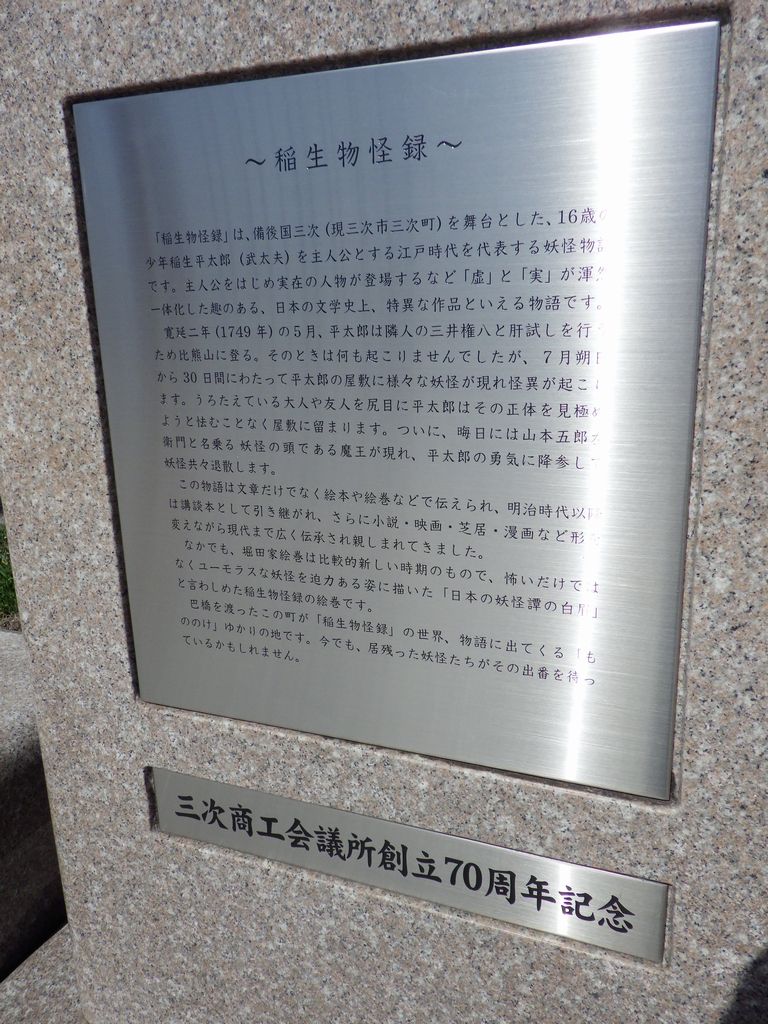 ～稲生物怪録～
「稲生物怪録」は、備後国三次(現三次市三次町)を舞台とした、16歳の
少年稲生平太郎(武太夫)を主人公とする江戸時代を代表する妖怪物語
です。主人公をはじめ実在の人物が登場するなど「虚」と「実」が渾然
一体化した趣のある、日本の文学史上、特異な作品といえる物語です。
寛延二年(1749年)の5月、平太郎は隣人の三井権八と肝試しを行う
ため比熊山に登る。そのときは何も起こりませんでしたが、7月朔日
から30日間にわたって平太郎の屋敷に様々な妖怪が現れ怪異が起こり
ます。うろたえている大人や友人を尻目に平太郎はその正体を見極め
ようと怯むことなく屋敷に留まります。ついに、晦日には山本五郎左
衛門と名乗る妖怪の頭である魔王が現れ、平太郎の勇気に降参して
妖怪共々退散します。
この物語は文章だけでなく絵本や絵巻などで伝えられ、明治時代以降
は講談本として引き継がれ、さらに小説・映画・芝居・漫画など形を
変えながら現代まで広く伝承され親しまれてきました。
なかでも、堀田家絵巻は比較的新しい時期のもので、怖いだけでは
なくユーモラスな妖怪を迫力ある姿に描いた「日本の妖怪譚の白眉」
と言わしめた稲生物怪録の絵巻です。
巴橋を渡ったこの町が「稲生物怪録」の世界、物語に出てくる「も
ののけ」ゆかりの地です。今でも、居残った妖怪たちがその出番を待っ
ているかもしれません。
三次商工会議所創立70周年記念